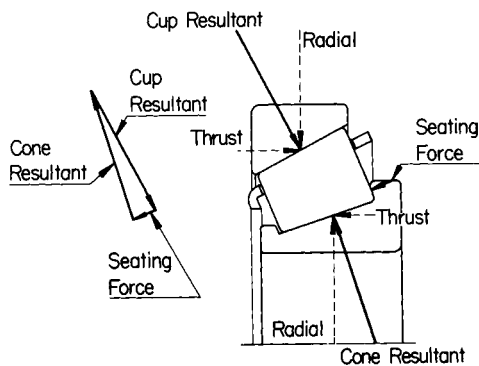 Cup Resultant
Radial
Cup
Resultant
Thrust
Seating
Force
Cone
Resultant
Thrust
Seating
Force
Radial
Cone Resultant